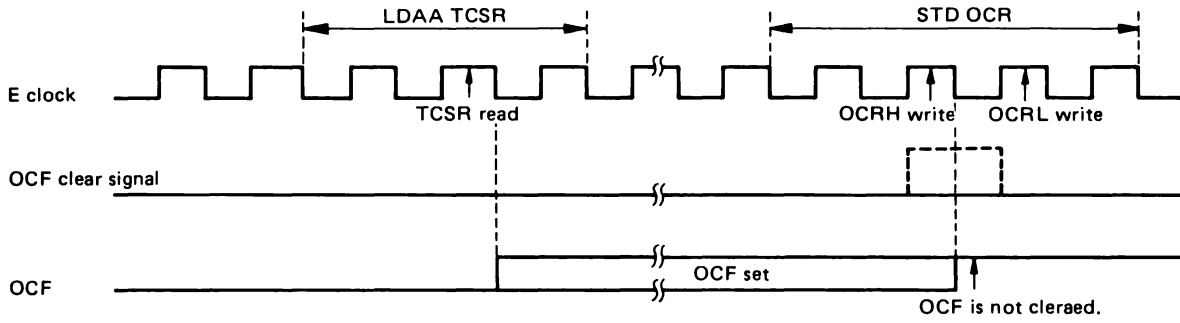 LDAA TCSR
STD OCR
E clock
TCSR read
OCRH write
OCRL write
OCF clear signal
OCF set
OCF
OCF is not cleraed.